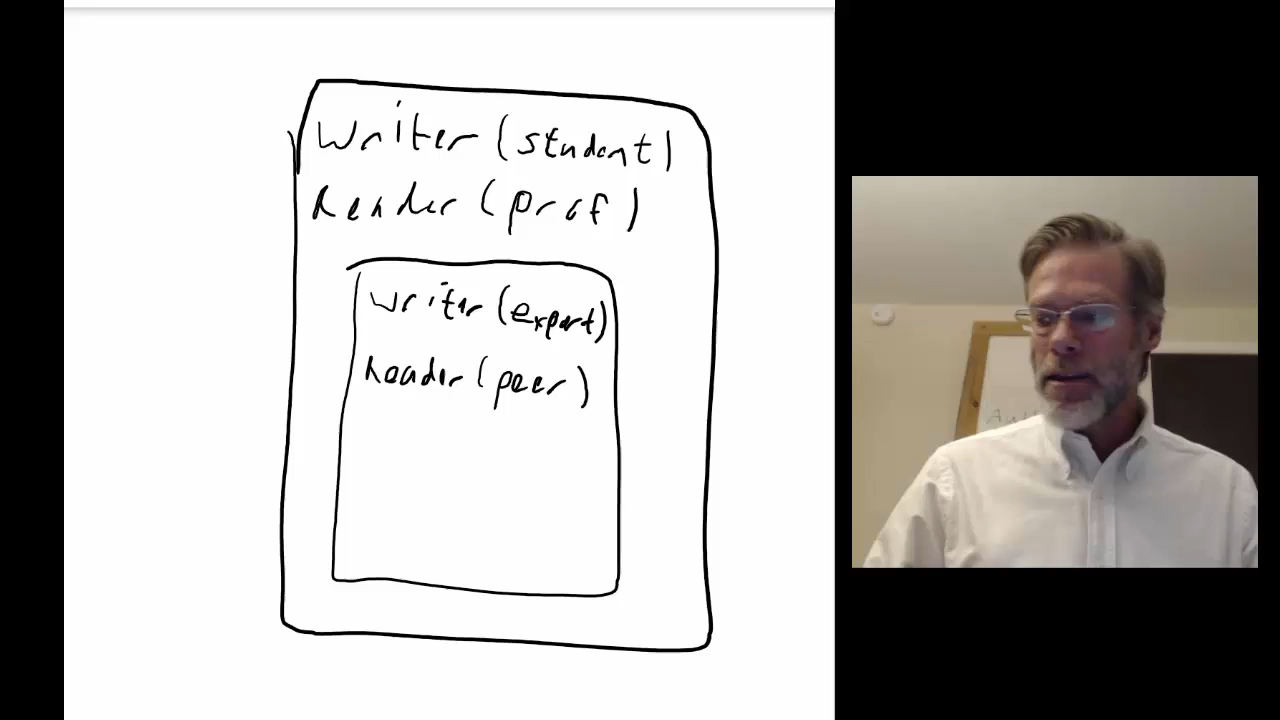 writer (student)
Reader (prof)
writer (expert)
Reader (peer)